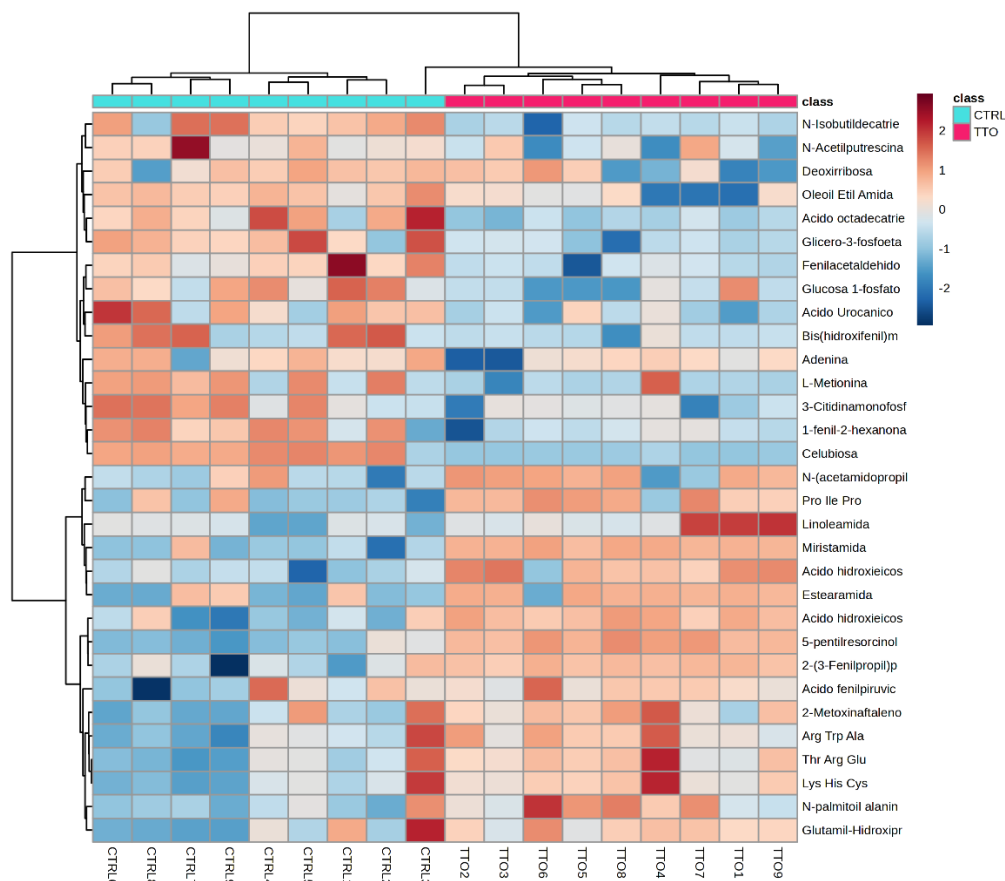 class
class
CTRL
TTO
2
1
0
-1
-2
N-Isobutildecatrie
N-Acetilputrescina
Deoxirribosa
Oleoil Etil Amida
Acido octadecatrie
Glicero-3-fosfoeta
Fenilacetaldehido
Glucosa 1-fosfato
Acido Urocanico
Bis(hidroxifenil)m
Adenina
L-Metionina
3-Citidinamonofosf
1-fenil-2-hexanona
Celubiosa
N-(acetamidopropil
Pro Ile Pro
Linoleamida
Miristamida
Acido hidroxieicos
Estearamida
Acido hidroxieicos
5-pentilresorcinol
2-(3-Fenilpropil)p
Acido fenilpiruvic
2-Metoxinaftaleno
Arg Trp Ala
Thr Arg Glu
Lys His Cys
N-palmitoil alanin
Glutamil-Hidroxipr
TTO2
TTO3
TTO6
TTO5
TTO8
TTO4
TTO7
TTO1
TTO9